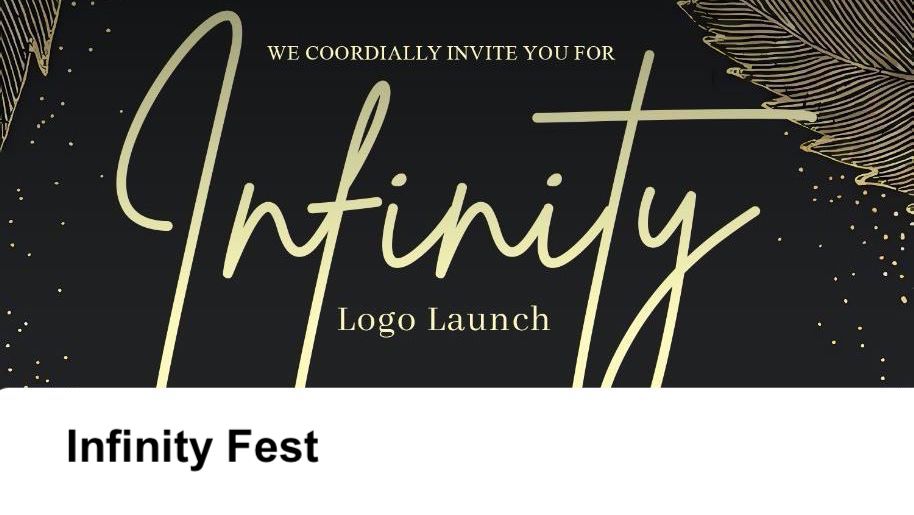 WE COORDIALLY INVITE YOU FOR
Infinity
Logo Launch
Infinity Fest